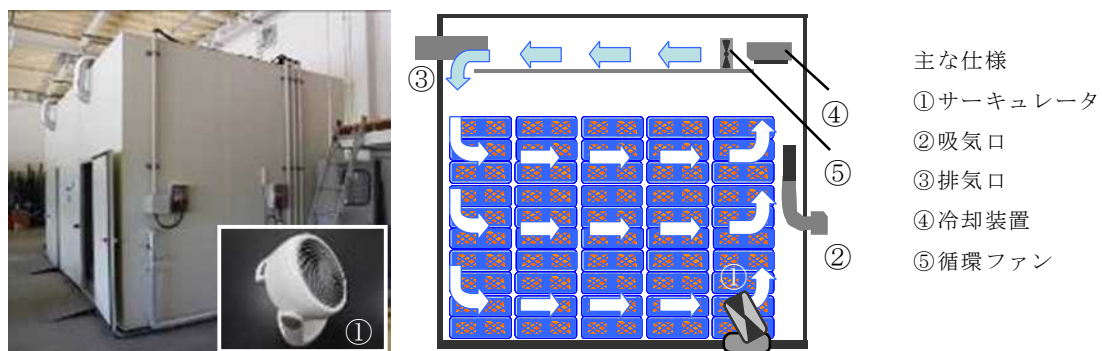 ①
③
①
④
⑤
②
主な仕様
①サーキュレータ
②吸気口
③排気口
④冷却装置
⑤循環ファン